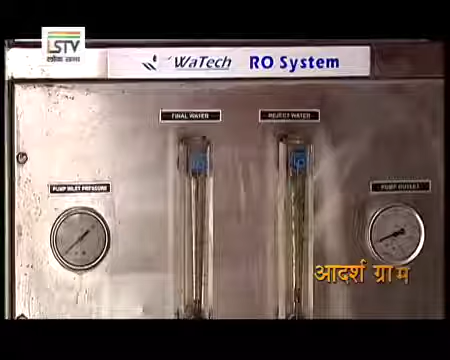 LSTV
लोक सभा
WaTech RO System
FINAL WATER
REJECT WATER
PUMP INLET PRESSURE
PUMP OUTLET
आदर्श ग्राम